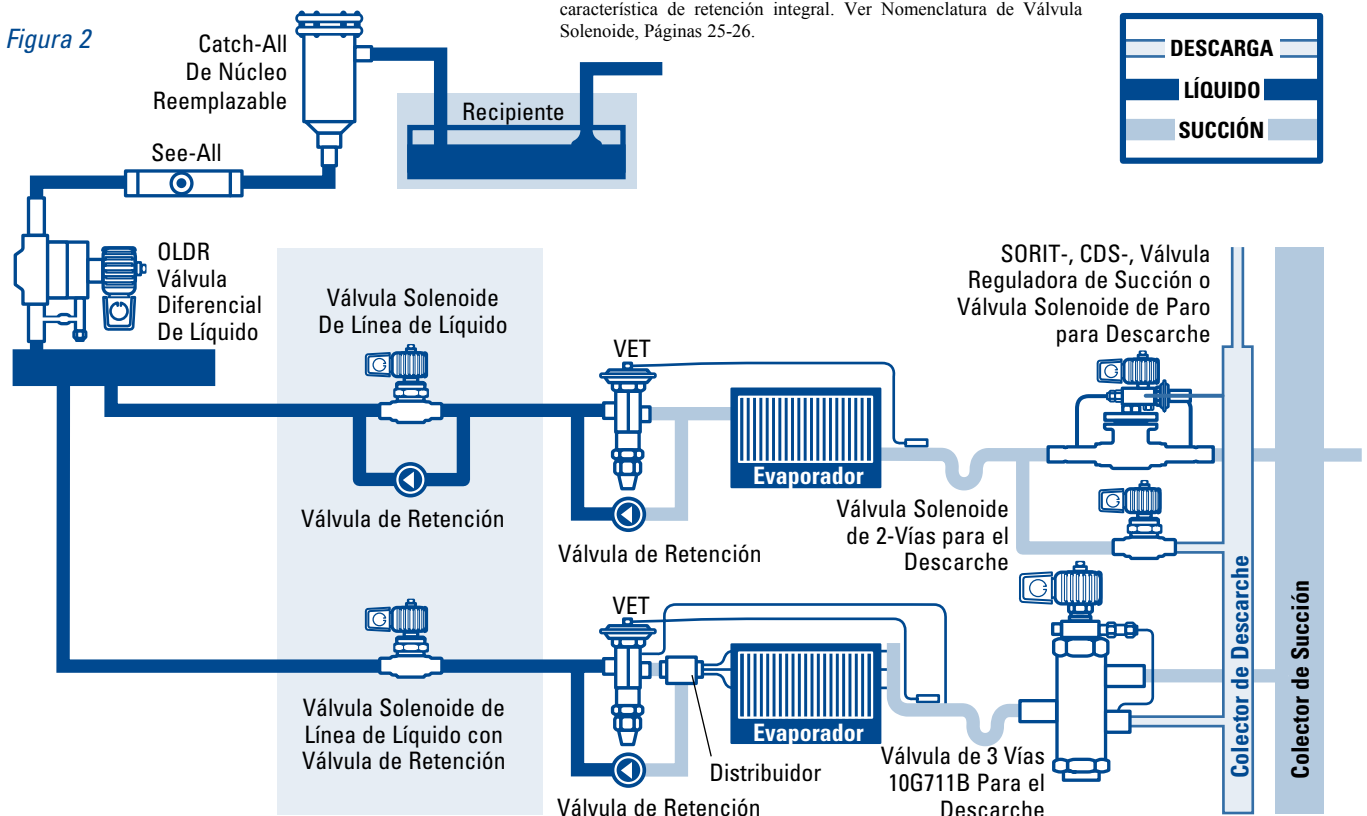 característica de retención integral. Ver Nomenclatura de Válvula
Solenoide, Páginas 25-26.
Figura 2
Catch-All
De Núcleo
Reemplazable
Recipiente
DESCARGA
LÍQUIDO
SUCCIÓN
See-All
OLDR
Válvula
Diferencial
De Líquido
Válvula Solenoide
De Línea de Líquido
VET
SORIT-, CDS-, Válvula
Reguladora de Succión o
Válvula Solenoide de Paro
para Descarche
Evaporador
Válvula de Retención
Válvula de Retención
Válvula Solenoide
de 2-Vías para el
Descarche
VET
Válvula Solenoide de
Línea de Líquido con
Válvula de Retención
Evaporador
Distribuidor
Válvula de Retención
Válvula de 3 Vías
10G711B Para el
Descarche
Colector de Descarche
Colector de Succión